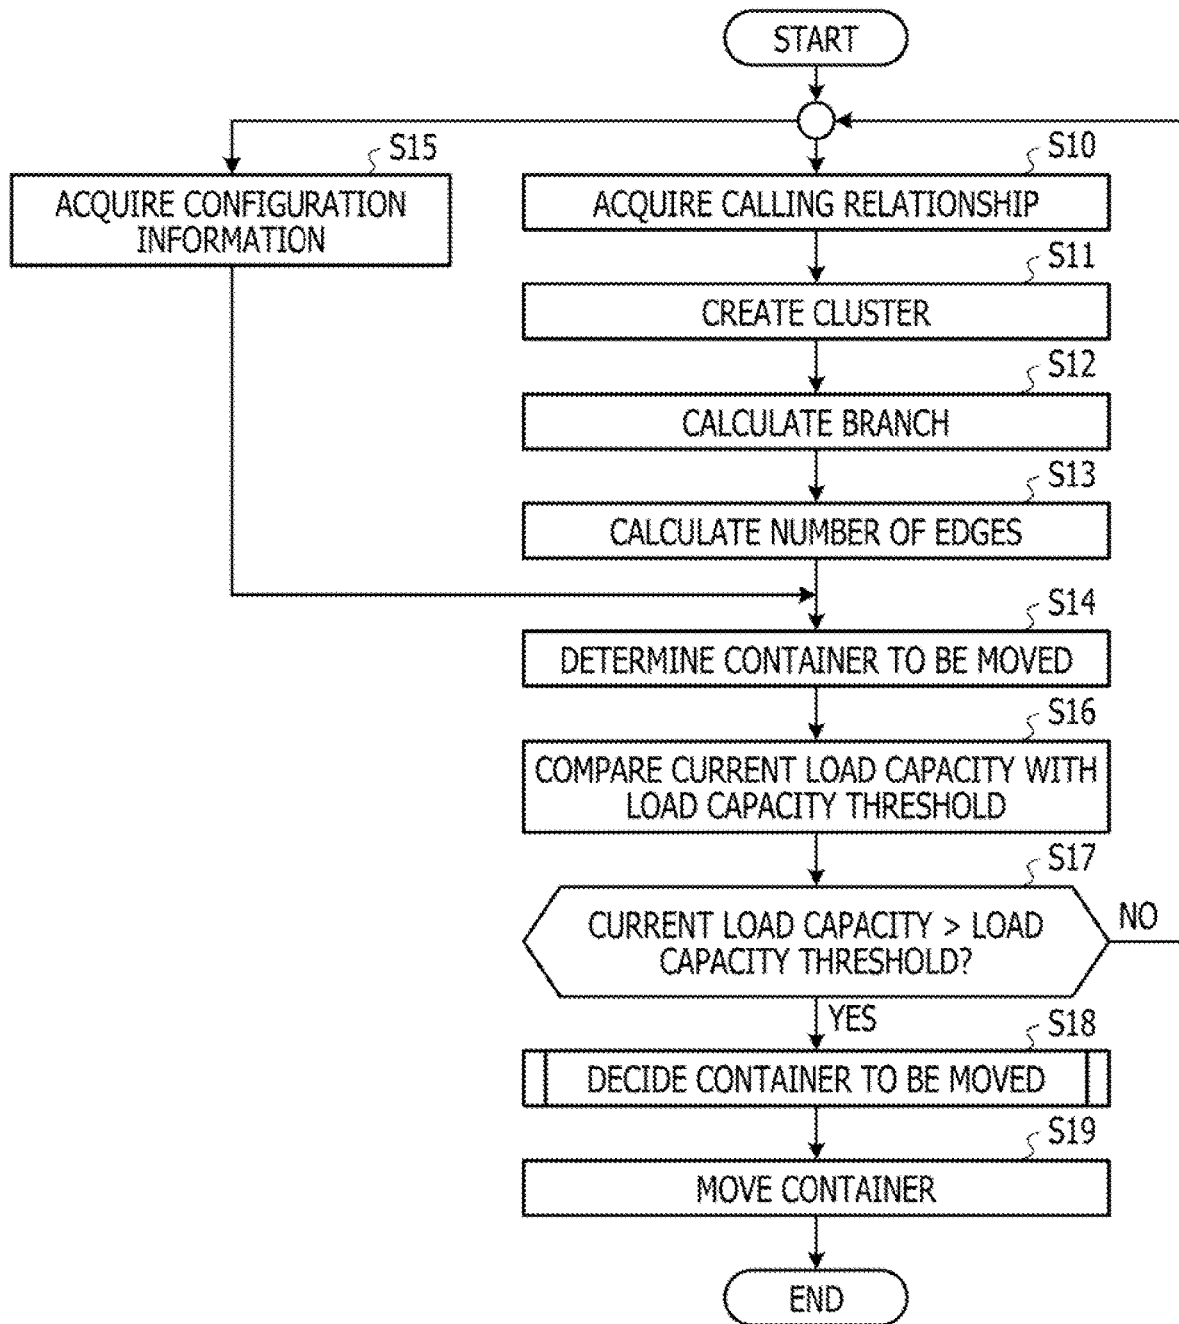 START
S15
ACQUIRE CONFIGURATION
INFORMATION
S10
ACQUIRE CALLING RELATIONSHIP
S11
CREATE CLUSTER
S12
CALCULATE BRANCH
S13
CALCULATE NUMBER OF EDGES
S14
DETERMINE CONTAINER TO BE MOVED
S16
COMPARE CURRENT LOAD CAPACITY WITH
LOAD CAPACITY THRESHOLD
S17
CURRENT LOAD CAPACITY > LOAD
CAPACITY THRESHOLD?
NO
YES
S18
DECIDE CONTAINER TO BE MOVED
S19
MOVE CONTAINER
END